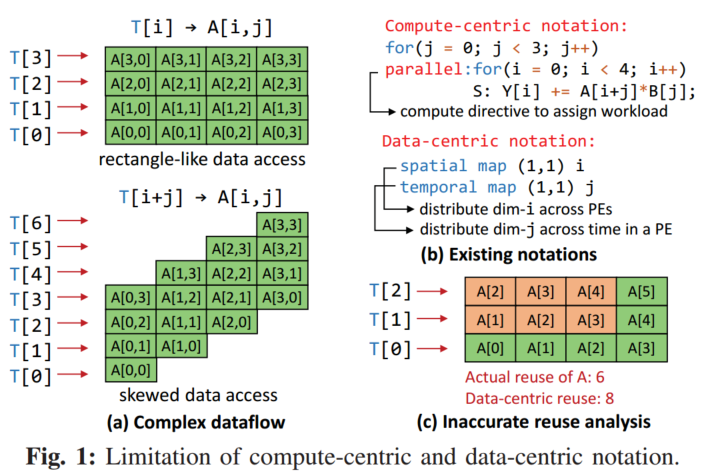 T[i] → A[i,j]
T[3] A[3,0] A[3,1] A[3,2] A[3,3]
T[2] A[2,0] A[2,1] A[2,2] A[2,3]
T[1] A[1,0] A[1,1] A[1,2] A[1,3]
T[0] A[0,0] A[0,1] A[0,2] A[0,3]
rectangle-like data access
T[i+j] → A[i,j]
T[6] A[3,3]
T[5] A[2,3] A[3,2]
T[4] A[1,3] A[2,2] A[3,1]
T[3] A[0,3] A[1,2] A[2,1] A[3,0]
T[2] A[0,2] A[1,1] A[2,0]
T[1] A[0,1] A[1,0]
T[0] A[0,0]
skewed data access
(a) Complex dataflow
Compute-centric notation:
for(j = 0; j < 3; j++)
parallel:for(i = 0; i < 4; i++)
S: Y[i] += A[i+j]*B[j];
compute directive to assign workload
Data-centric notation:
spatial map (1,1) i
temporal map (1,1) j
distribute dim-i across PEs
distribute dim-j across time in a PE
(b) Existing notations
T[2] A[2] A[3] A[4] A[5]
T[1] A[1] A[2] A[3] A[4]
T[0] A[0] A[1] A[2] A[3]
Actual reuse of A: 6
Data-centric reuse: 8
(c) Inaccurate reuse analysis
Fig. 1: Limitation of compute-centric and data-centric notation.